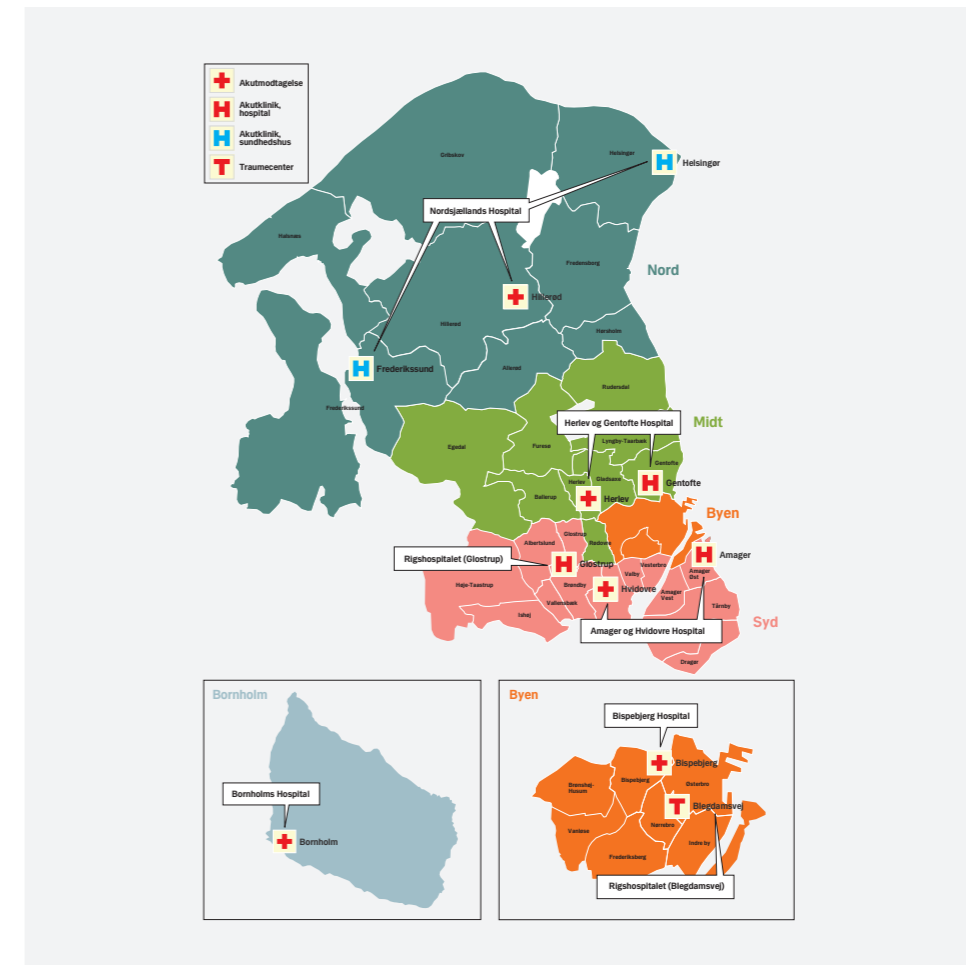 Akutmodtagelse
Akutklinik,
hospital
Akutklinik,
sundhedshus
Traumecenter
Gribskov
Helsingør
Helsingør
Nordsjællands Hospital
Halsnæs
Fredensborg
Nord
Hillerød
Hillerød
Hørsholm
Frederikssund
Allerød
Rudersdal
Frederikssund
Herlev og Gentofte Hospital
Midt
Egedal
Furesø
Lyngby-Taarbæk
Gentofte
Herlev
Gladsaxe
Gentofte
Ballerup
Herlev
Byen
Albertslund
Glostrup
Rødovre
Rigshospitalet (Glostrup)
Glostrup
Vesterbro
Amager
Valby
Amager
Øst
Høje-Taastrup
Brøndby
Hvidovre
Amager
Vest
Vallensbæk
Tårnby
Ishøj
Amager og Hvidovre Hospital
Syd
Dragør
Bornholm
Bornholms Hospital
Bornholm
Byen
Bispebjerg Hospital
Bispebjerg
Bispebjerg
Østerbro
Brønshøj-
Husum
Blegdamsvej
Nørrebro
Vanløse
Indre by
Frederiksberg
Rigshospitalet (Blegdamsvej)